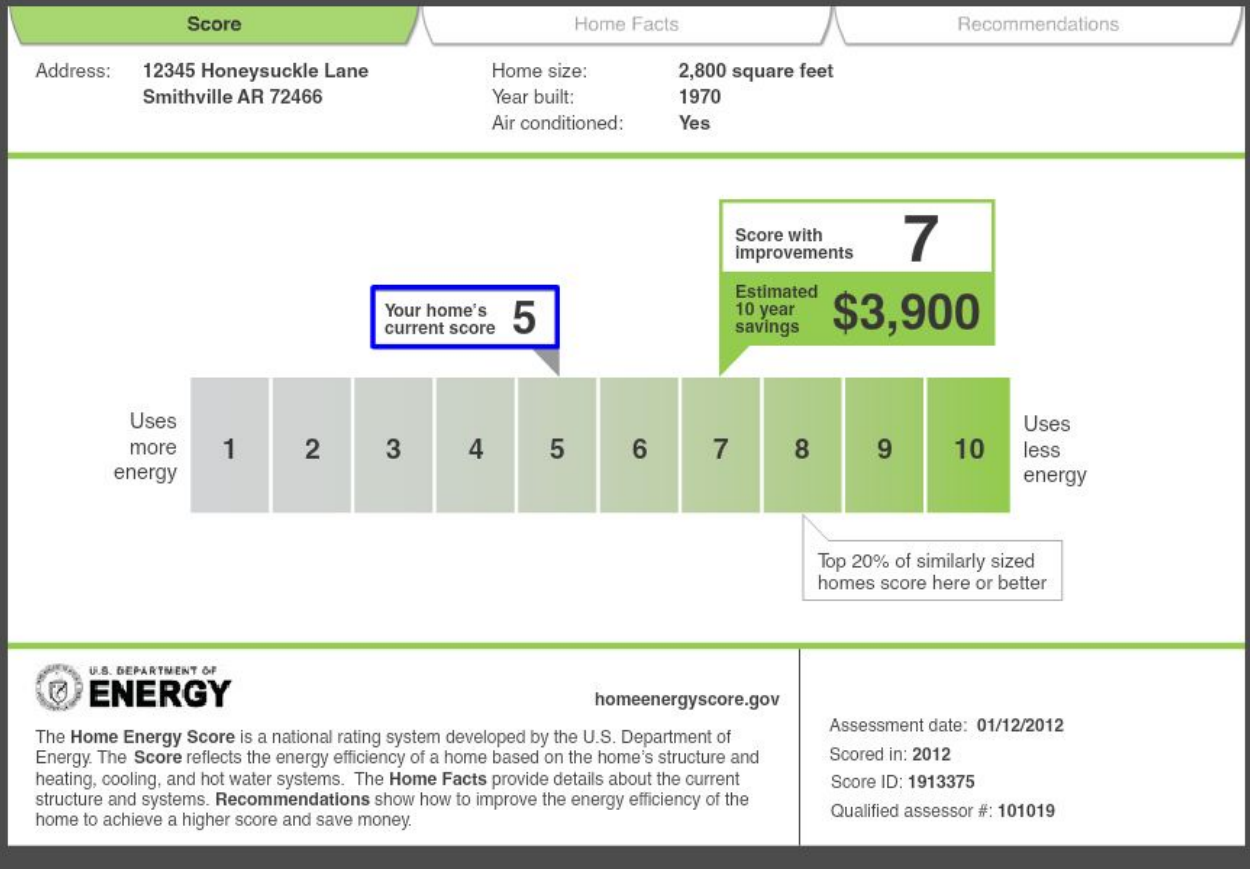 Score
Home Facts
Recommendations
Address: 12345 Honeysuckle Lane
Smithville AR 72466
Home size: 2,800 square feet
Year built: 1970
Air conditioned: Yes
Score with
improvements
7
Estimated
10 year
savings
$3,900
Your home's
current score
5
Uses
more
energy
1 2 3 4 5 6 7 8 9 10
Uses
less
energy
Top 20% of similarly sized
homes score here or better
U.S. DEPARTMENT OF
ENERGY
homeenergyscore.gov
The Home Energy Score is a national rating system developed by the U.S. Department of
Energy. The Score reflects the energy efficiency of a home based on the home's structure and
heating, cooling, and hot water systems. The Home Facts provide details about the current
structure and systems. Recommendations show how to improve the energy efficiency of the
home to achieve a higher score and save money.
Assessment date: 01/12/2012
Scored in: 2012
Score ID: 1913375
Qualified assessor #: 101019